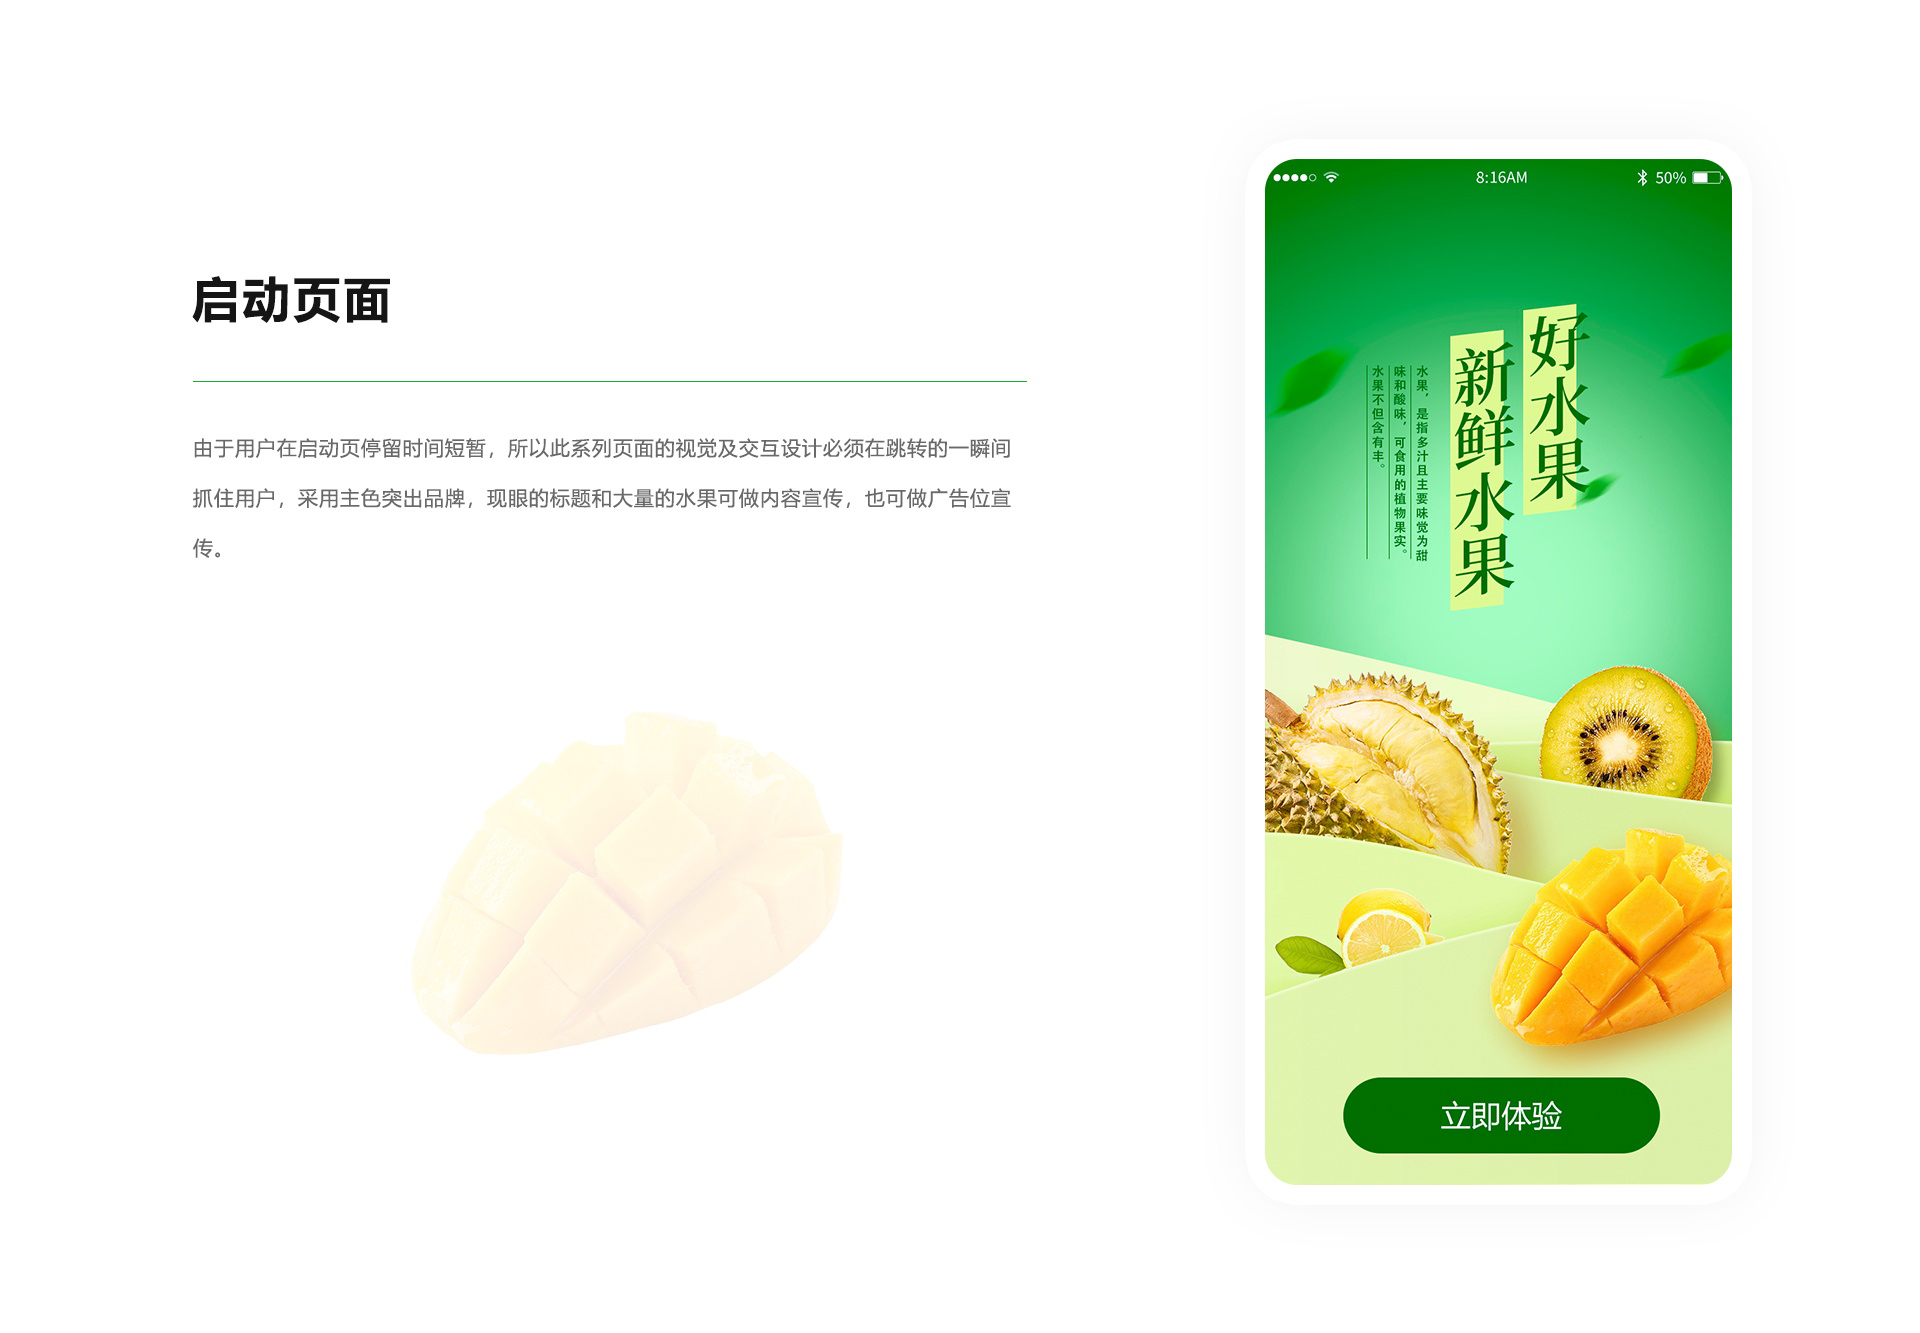 启动页面
由于用户在启动页停留时间短暂，所以此系列页面的视觉及交互设计必须在跳转的一瞬间
抓住用户，采用主色突出品牌，现眼的标题和大量的水果可做内容宣传，也可做广告位宣
传。
8:16AM
50%
好水果
新鲜水果
水果，是指多汁且主要味觉为甜
味和酸味，可食用的植物果实。
水果不但含有丰。
立即体验